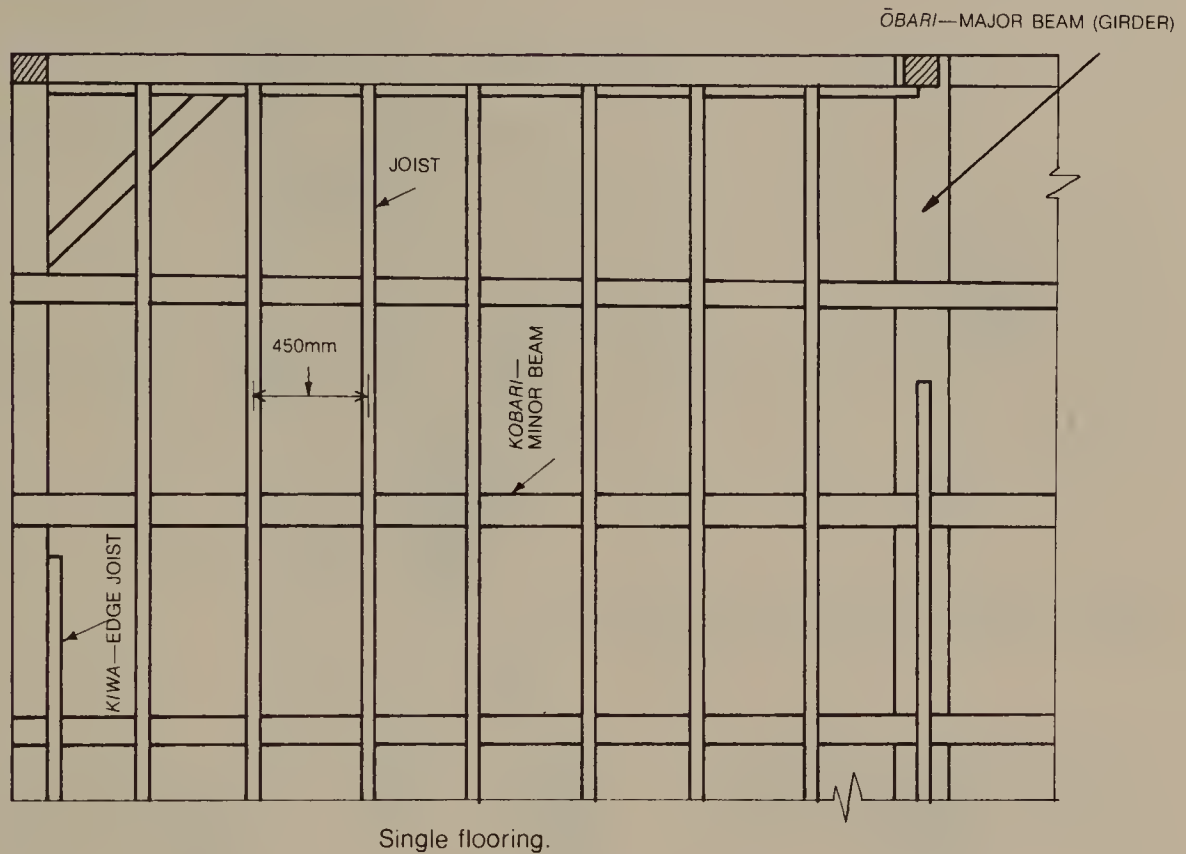 ŌBARI—MAJOR BEAM (GIRDER)
JOIST
450mm
KOBARI—
MINOR BEAM
KIWA—EDGE JOIST
Single flooring.